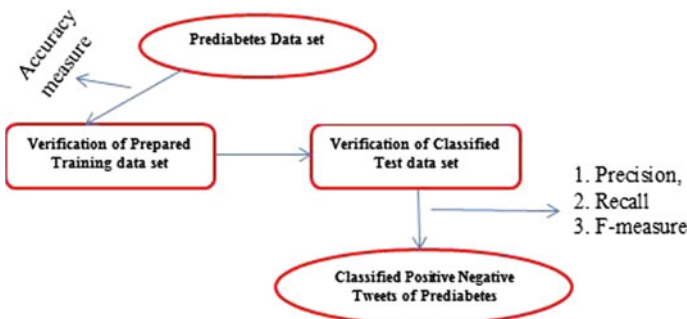 Accuracy
measure
Prediabetes Data set
Verification of Prepared
Training data set
Verification of Classified
Test data set
1. Precision,
2. Recall
3. F-measure
Classified Positive Negative
Tweets of Prediabetes